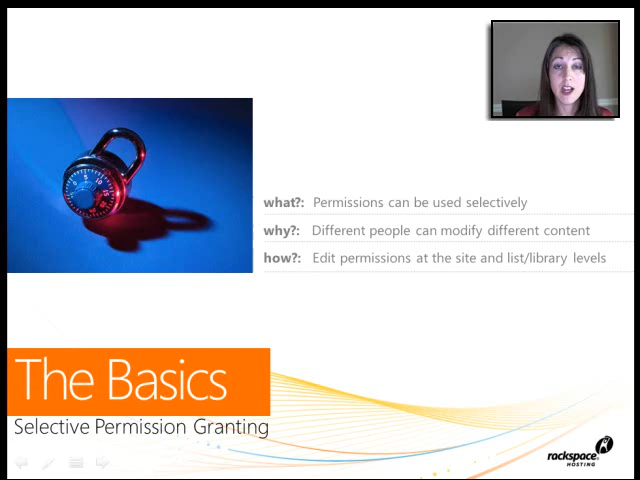 what?: Permissions can be used selectively
why?: Different people can modify different content
how?: Edit permissions at the site and list/library levels
The Basics
Selective Permission Granting
rackspace
HOSTING